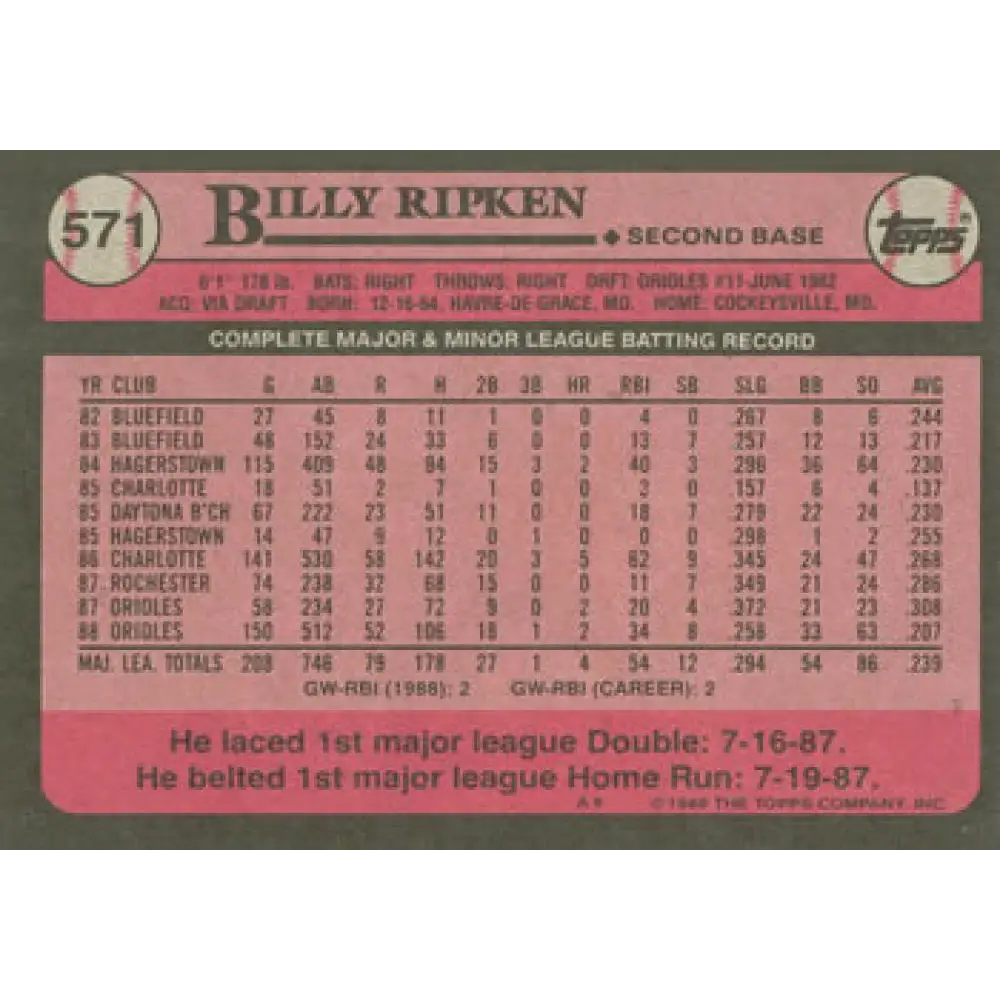 571
BILLY RIPKEN
SECOND BASE
Topps®
6'1" 178 lb. BATS: RIGHT THROWS: RIGHT DRFT: ORIOLES #11-JUNE 1982
ACQ: VIA DRAFT BORN: 12-16-64, HAVRE-DE-GRACE, MD. HOME: COCKEYSVILLE, MD.
COMPLETE MAJOR & MINOR LEAGUE BATTING RECORD
YR CLUB G AB R H 2B 3B HR RBI SB SLG BB SO AVG
82 BLUEFIELD 27 45 8 11 1 0 0 4 0 .267 8 6 .244
83 BLUEFIELD 48 152 24 33 6 0 0 13 7 .257 12 13 .217
84 HAGERSTOWN 115 409 48 94 15 3 2 40 3 .296 36 64 .230
85 CHARLOTTE 18 51 2 7 1 0 0 3 0 .157 6 4 .137
85 DAYTONA B'CH 67 222 23 51 11 0 0 18 7 .279 22 24 .230
85 HAGERSTOWN 14 47 9 12 0 1 0 0 0 .298 1 2 .255
86 CHARLOTTE 141 530 58 142 20 3 5 62 9 .345 24 47 .268
87 ROCHESTER 74 238 32 68 15 0 0 11 7 .349 21 24 .286
87 ORIOLES 58 234 27 72 9 0 2 20 4 .372 21 23 .308
88 ORIOLES 150 512 52 106 18 1 2 34 8 .258 33 63 .207
MAJ. LEA. TOTALS 208 746 79 178 27 1 4 54 12 .294 54 86 .239
GW-RBI (1988): 2 GW-RBI (CAREER): 2
He laced 1st major league Double: 7-16-87.
He belted 1st major league Home Run: 7-19-87.
© 1989 THE TOPPS COMPANY, INC.